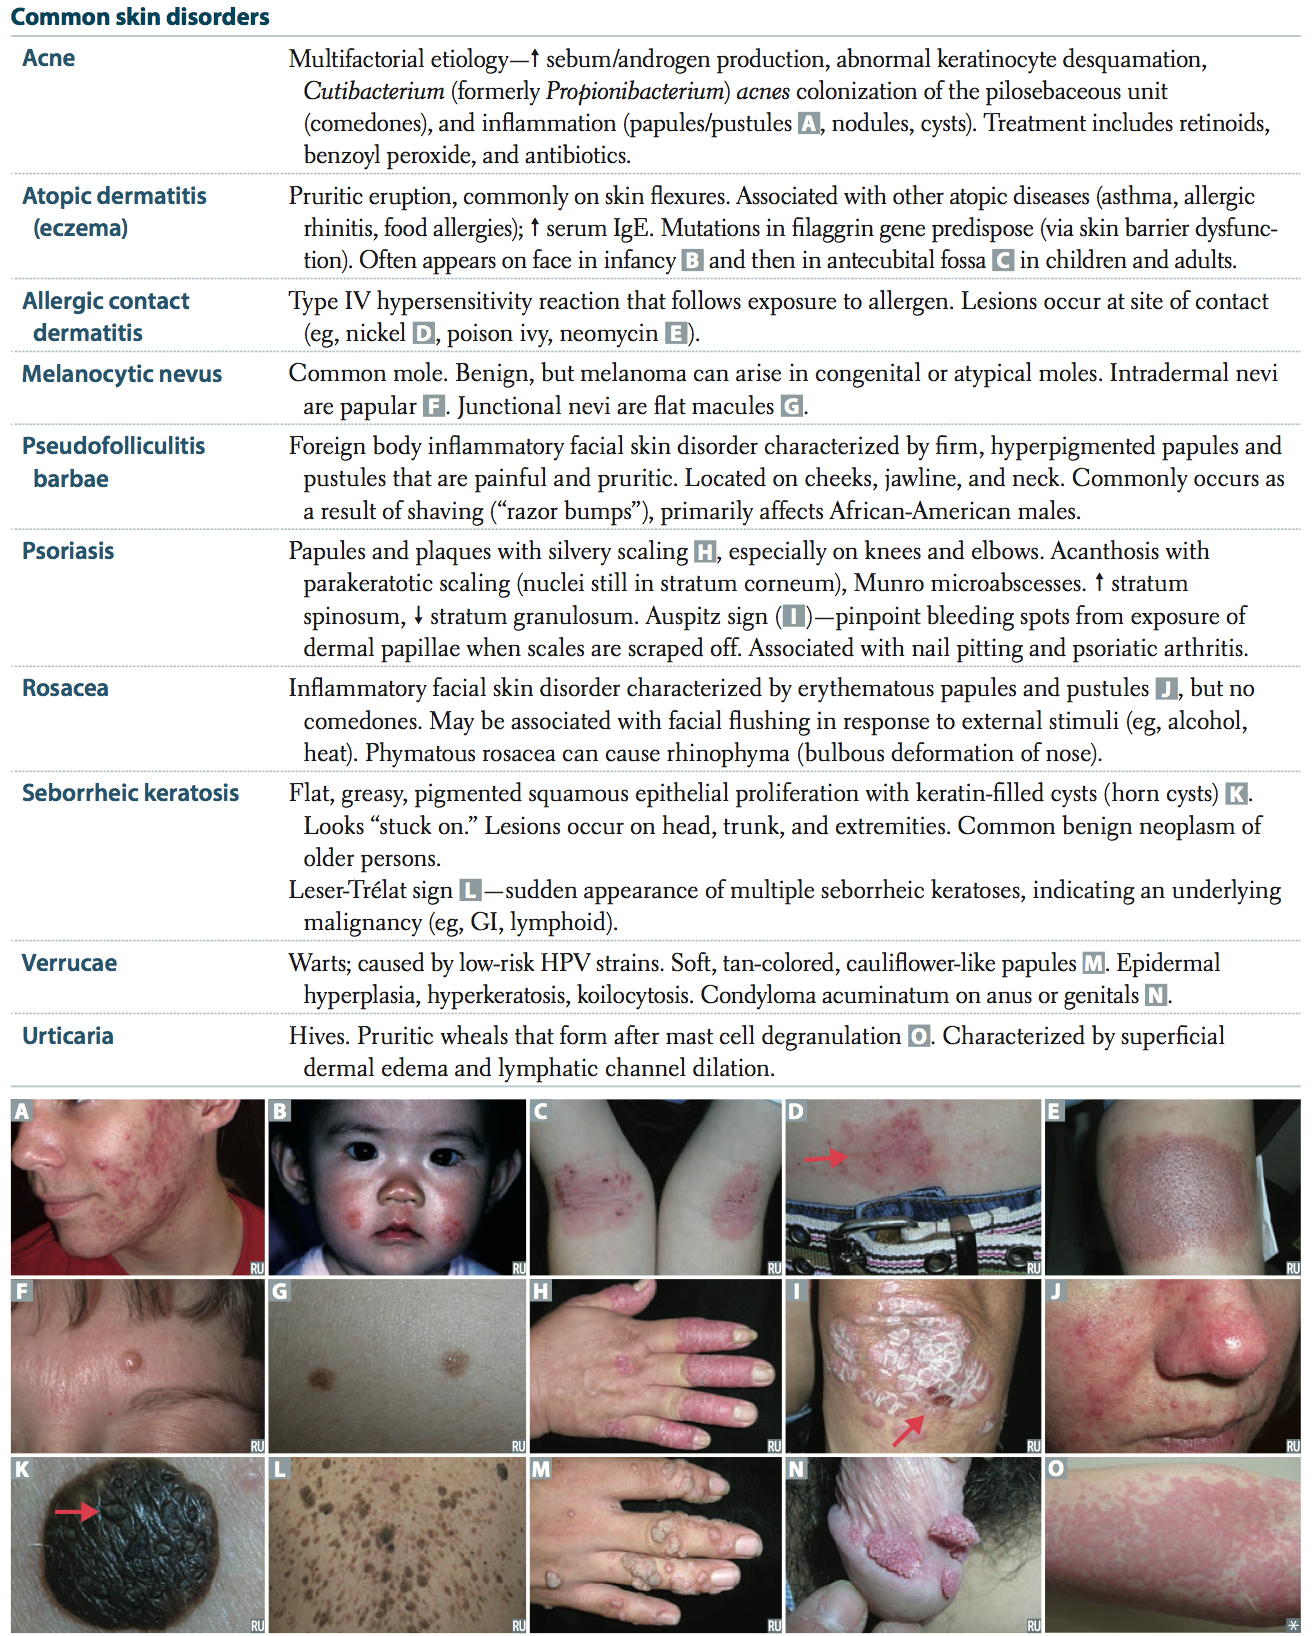 Common skin disorders
Acne
Multifactorial etiology—↑ sebum/androgen production, abnormal keratinocyte desquamation,
Cutibacterium (formerly Propionibacterium) acnes colonization of the pilosebaceous unit
(comedones), and inflammation (papules/pustules A, nodules, cysts). Treatment includes retinoids,
benzoyl peroxide, and antibiotics.
Atopic dermatitis
(eczema)
Pruritic eruption, commonly on skin flexures. Associated with other atopic diseases (asthma, allergic
rhinitis, food allergies); ↑ serum IgE. Mutations in filaggrin gene predispose (via skin barrier dysfunc-
tion). Often appears on face in infancy B and then in antecubital fossa C in children and adults.
Allergic contact
dermatitis
Type IV hypersensitivity reaction that follows exposure to allergen. Lesions occur at site of contact
(eg, nickel D, poison ivy, neomycin E).
Melanocytic nevus
Common mole. Benign, but melanoma can arise in congenital or atypical moles. Intradermal nevi
are papular F. Junctional nevi are flat macules G.
Pseudofolliculitis
barbae
Foreign body inflammatory facial skin disorder characterized by firm, hyperpigmented papules and
pustules that are painful and pruritic. Located on cheeks, jawline, and neck. Commonly occurs as
a result of shaving (“razor bumps”), primarily affects African-American males.
Psoriasis
Papules and plaques with silvery scaling H, especially on knees and elbows. Acanthosis with
parakeratotic scaling (nuclei still in stratum corneum), Munro microabscesses. ↑ stratum
spinosum, ↓ stratum granulosum. Auspitz sign (I)—pinpoint bleeding spots from exposure of
dermal papillae when scales are scraped off. Associated with nail pitting and psoriatic arthritis.
Rosacea
Inflammatory facial skin disorder characterized by erythematous papules and pustules J, but no
comedones. May be associated with facial flushing in response to external stimuli (eg, alcohol,
heat). Phymatous rosacea can cause rhinophyma (bulbous deformation of nose).
Seborrheic keratosis
Flat, greasy, pigmented squamous epithelial proliferation with keratin-filled cysts (horn cysts) K.
Looks “stuck on.” Lesions occur on head, trunk, and extremities. Common benign neoplasm of
older persons.
Leser-Trélat sign L—sudden appearance of multiple seborrheic keratoses, indicating an underlying
malignancy (eg, GI, lymphoid).
Verrucae
Warts; caused by low-risk HPV strains. Soft, tan-colored, cauliflower-like papules M. Epidermal
hyperplasia, hyperkeratosis, koilocytosis. Condyloma acuminatum on anus or genitals N.
Urticaria
Hives. Pruritic wheals that form after mast cell degranulation O. Characterized by superficial
dermal edema and lymphatic channel dilation.
A B C D E
RU RU RU RU RU
F G H I J
RU RU RU RU RU
K L M N O
RU RU RU RU *